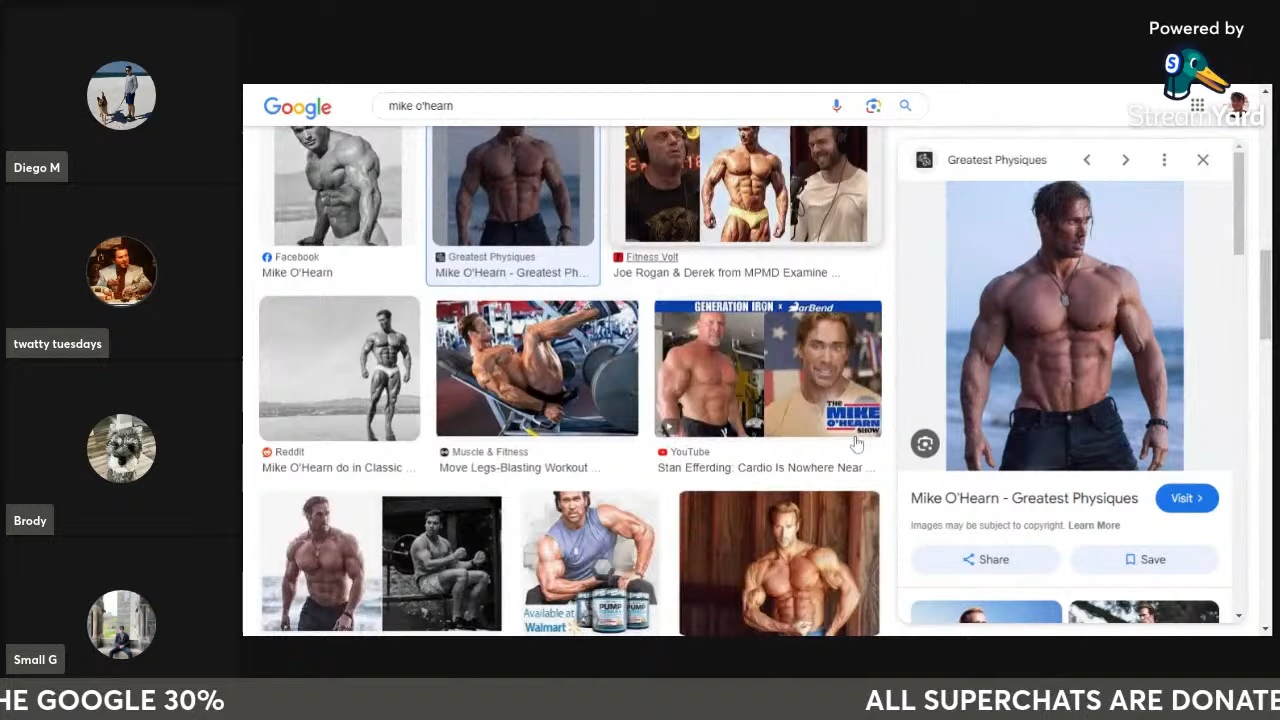 Powered by
S
StreamYard
Diego M
twatty tuesdays
Brody
Small G
Google
mike o'hearn
Facebook
Mike O'Hearn
Greatest Physiques
Mike O'Hearn - Greatest Ph...
Fitness Volt
Joe Rogan & Derek from MPMD Examine ...
GENERATION IRON x BarBend
THE
MIKE
O'HEARN
SHOW
Reddit
Mike O'Hearn do in Classic ...
Muscle & Fitness
Move Legs-Blasting Workout ...
YouTube
Stan Efferding: Cardio Is Nowhere Near ...
Available at
Walmart
PUMP
PUMP
Greatest Physiques
Mike O'Hearn - Greatest Physiques
Visit >
Images may be subject to copyright. Learn More
Share
Save
HE GOOGLE 30%
ALL SUPERCHATS ARE DONATE